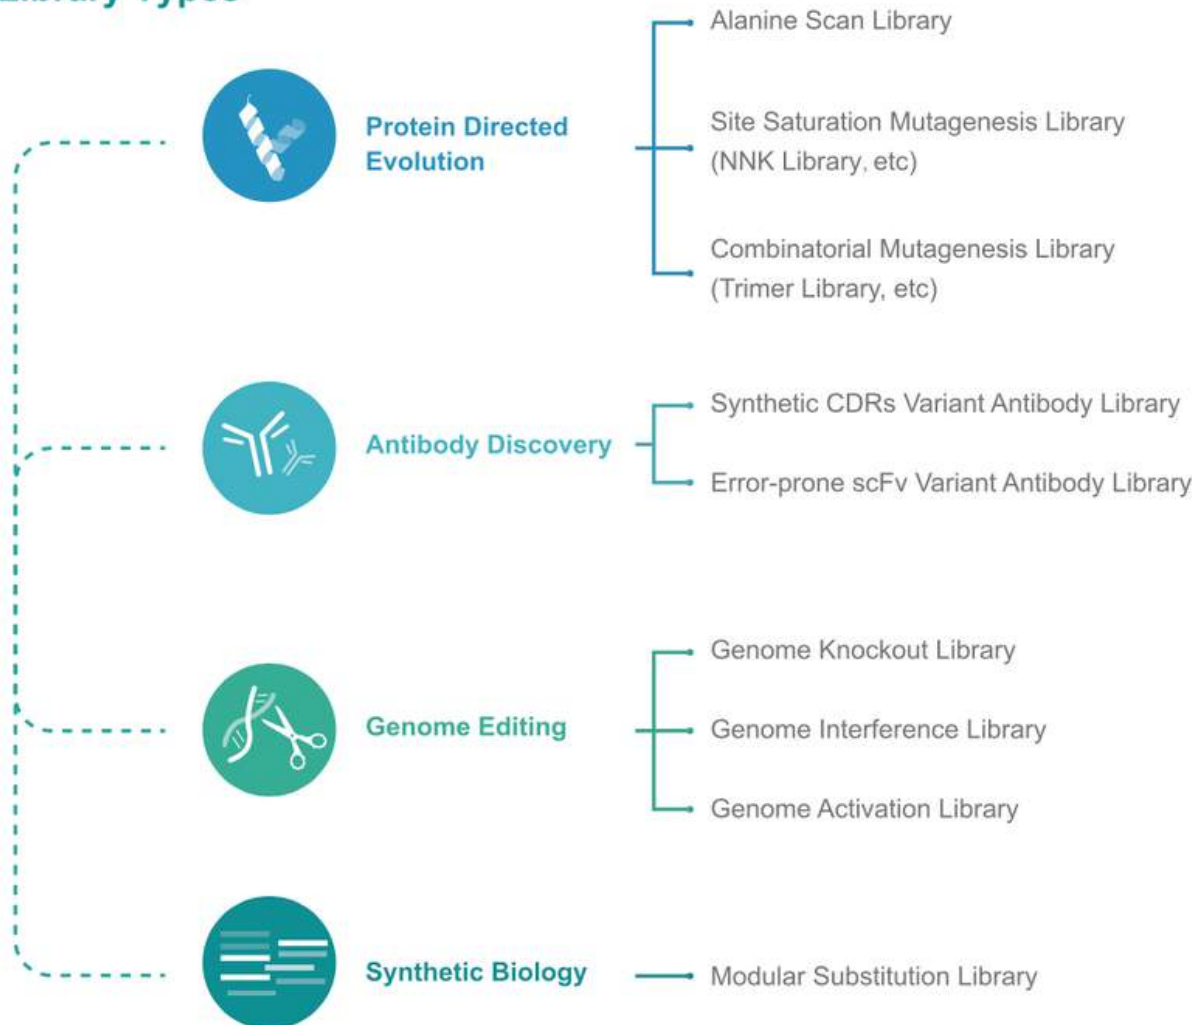 Library Types
Alanine Scan Library
Protein Directed
Evolution
Site Saturation Mutagenesis Library
(NNK Library, etc)
Combinatorial Mutagenesis Library
(Trimer Library, etc)
Antibody Discovery
Synthetic CDRs Variant Antibody Library
Error-prone scFv Variant Antibody Library
Genome Editing
Genome Knockout Library
Genome Interference Library
Genome Activation Library
Synthetic Biology
Modular Substitution Library